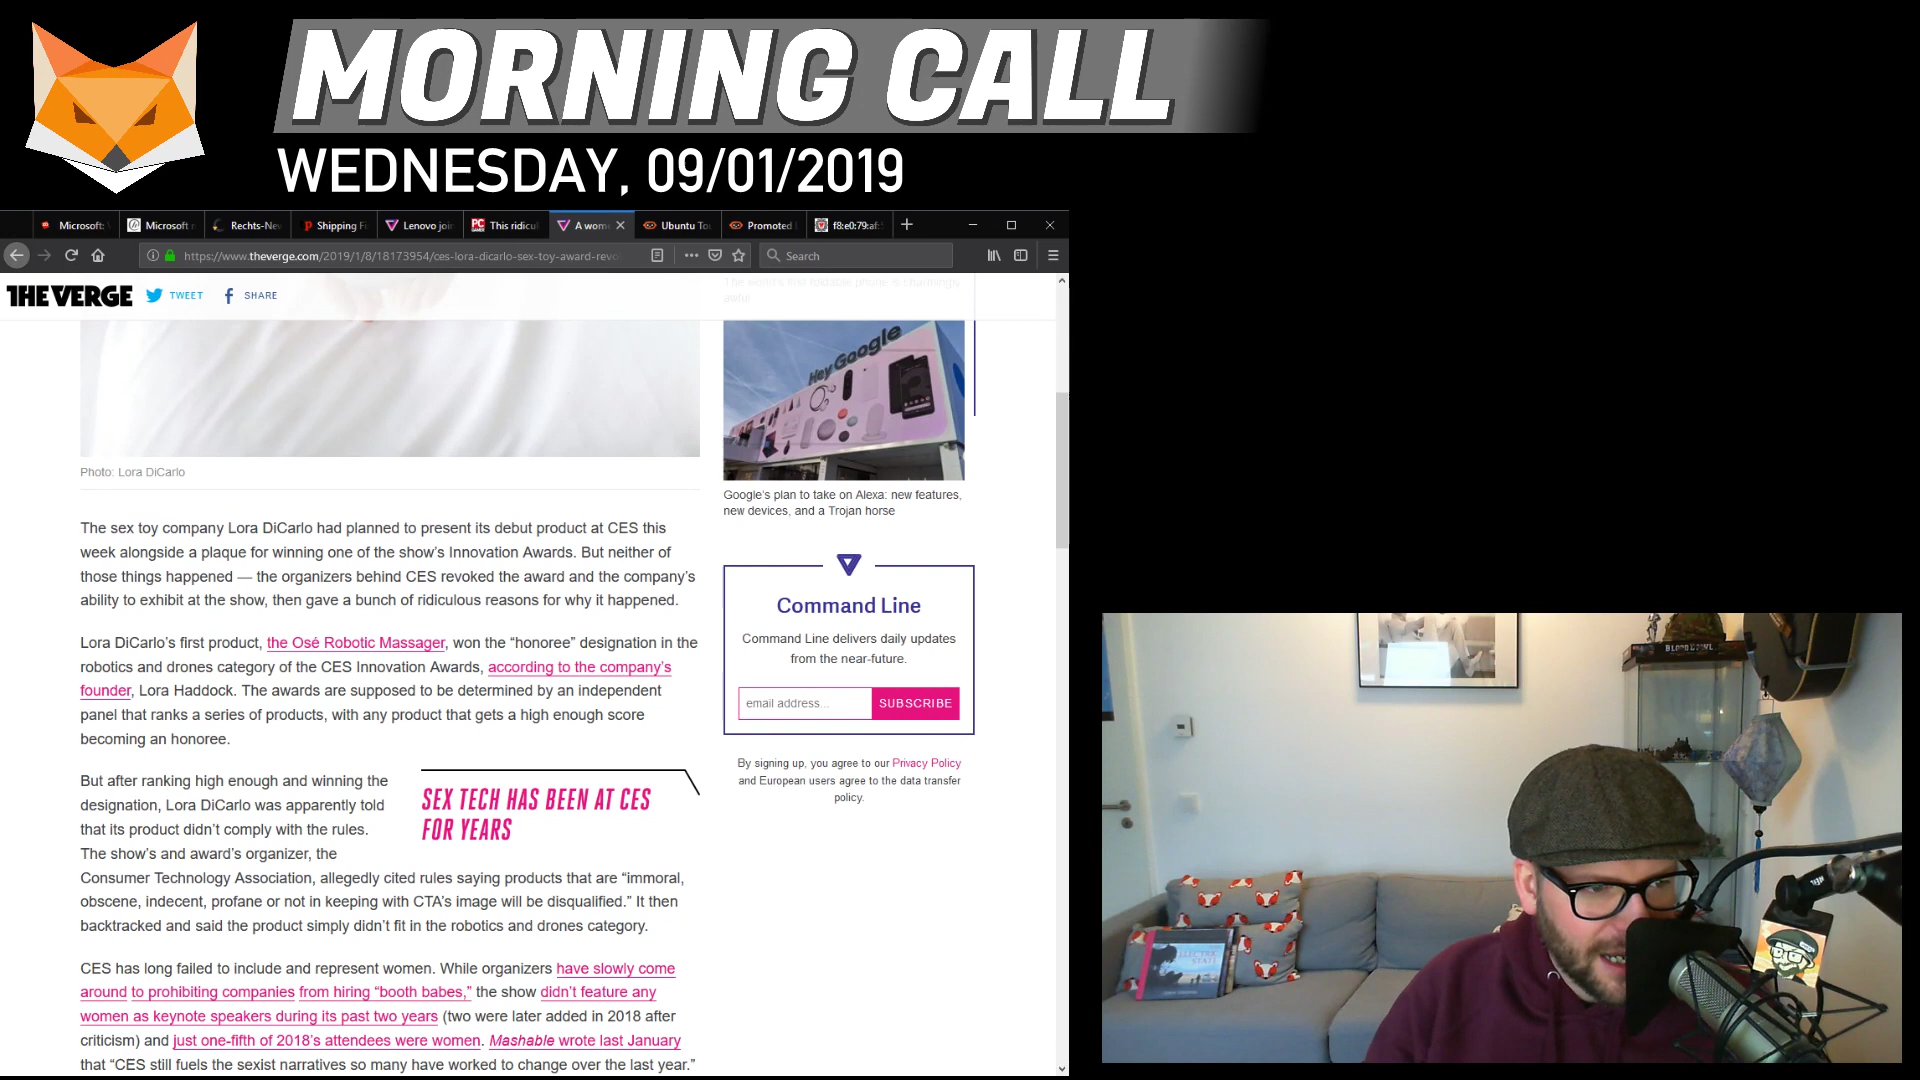 MORNING CALL
WEDNESDAY, 09/01/2019
Microsoft:
Microsoft
Rechts-Nev
Shipping Fi
Lenovo join
This ridicul
A wom
Ubuntu To
Promoted
f8:e0:79:af:
https://www.theverge.com/2019/1/8/18173954/ces-lora-dicarlo-sex-toy-award-revo
Search
THE VERGE
TWEET
SHARE
The world's first foldable phone is charmingly
awful
Hey Google
Photo: Lora DiCarlo
Google's plan to take on Alexa: new features,
new devices, and a Trojan horse
The sex toy company Lora DiCarlo had planned to present its debut product at CES this
week alongside a plaque for winning one of the show's Innovation Awards. But neither of
those things happened — the organizers behind CES revoked the award and the company's
ability to exhibit at the show, then gave a bunch of ridiculous reasons for why it happened.
Lora DiCarlo's first product, the Osé Robotic Massager, won the “honoree” designation in the
robotics and drones category of the CES Innovation Awards, according to the company's
founder, Lora Haddock. The awards are supposed to be determined by an independent
panel that ranks a series of products, with any product that gets a high enough score
becoming an honoree.
But after ranking high enough and winning the
designation, Lora DiCarlo was apparently told
that its product didn't comply with the rules.
The show's and award's organizer, the
Consumer Technology Association, allegedly cited rules saying products that are “immoral,
obscene, indecent, profane or not in keeping with CTA's image will be disqualified.” It then
backtracked and said the product simply didn't fit in the robotics and drones category.
SEX TECH HAS BEEN AT CES
FOR YEARS
CES has long failed to include and represent women. While organizers have slowly come
around to prohibiting companies from hiring “booth babes,” the show didn't feature any
women as keynote speakers during its past two years (two were later added in 2018 after
criticism) and just one-fifth of 2018's attendees were women. Mashable wrote last January
that “CES still fuels the sexist narratives so many have worked to change over the last year.”
Command Line
Command Line delivers daily updates
from the near-future.
email address...
SUBSCRIBE
By signing up, you agree to our Privacy Policy
and European users agree to the data transfer
policy.
BLOOD BOWL
ELECTRIC
STATE